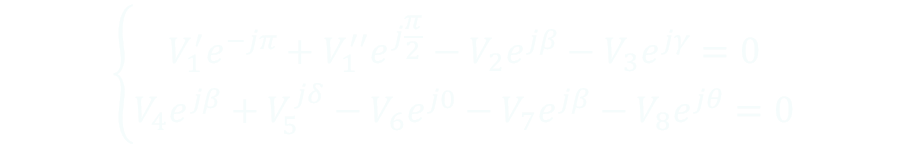 V₁′e^{-jπ} + V₁″e^{jπ/2} − V₂e^{jβ} − V₃e^{jγ} = 0
V₄e^{jβ} + V₅^{jδ} − V₆e^{j0} − V₇e^{jβ} − V₈e^{jθ} = 0